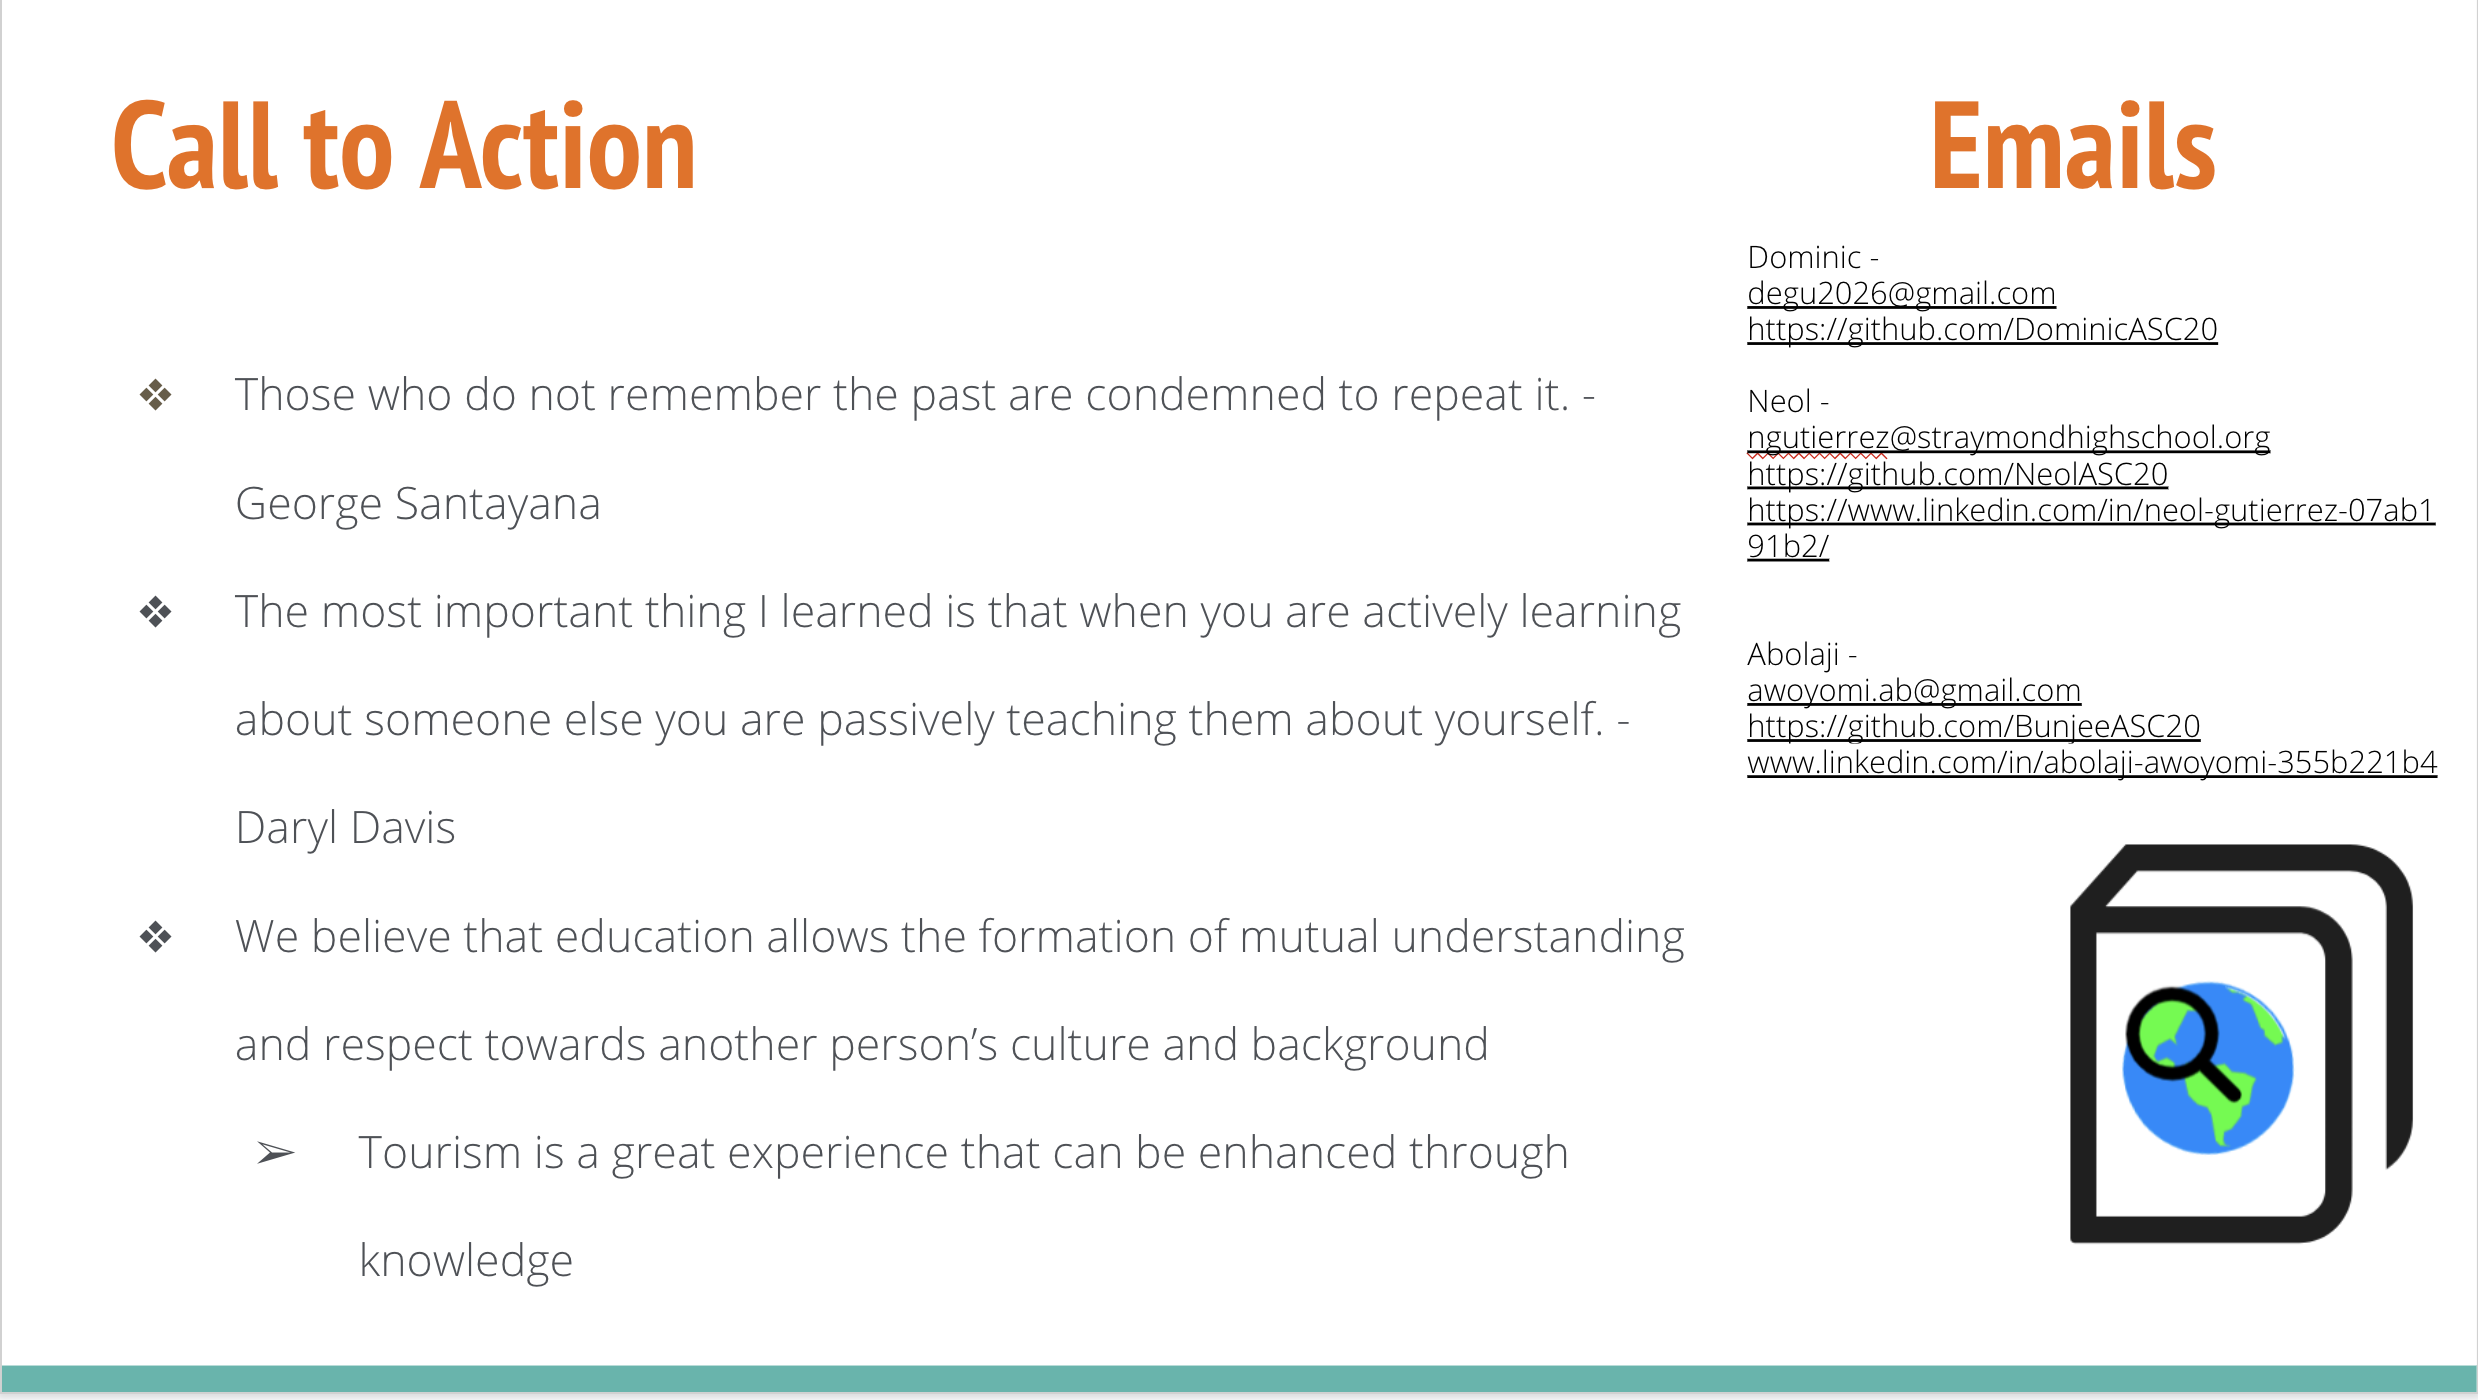 Call to Action
❖ Those who do not remember the past are condemned to repeat it. -
George Santayana
❖ The most important thing I learned is that when you are actively learning
about someone else you are passively teaching them about yourself. -
Daryl Davis
❖ We believe that education allows the formation of mutual understanding
and respect towards another person’s culture and background
➢ Tourism is a great experience that can be enhanced through
knowledge
Emails
Dominic -
degu2026@gmail.com
https://github.com/DominicASC20
Neol -
ngutierrez@straymondhighschool.org
https://github.com/NeolASC20
https://www.linkedin.com/in/neol-gutierrez-07ab1
91b2/
Abolaji -
awoyomi.ab@gmail.com
https://github.com/BunjeeASC20
www.linkedin.com/in/abolaji-awoyomi-355b221b4